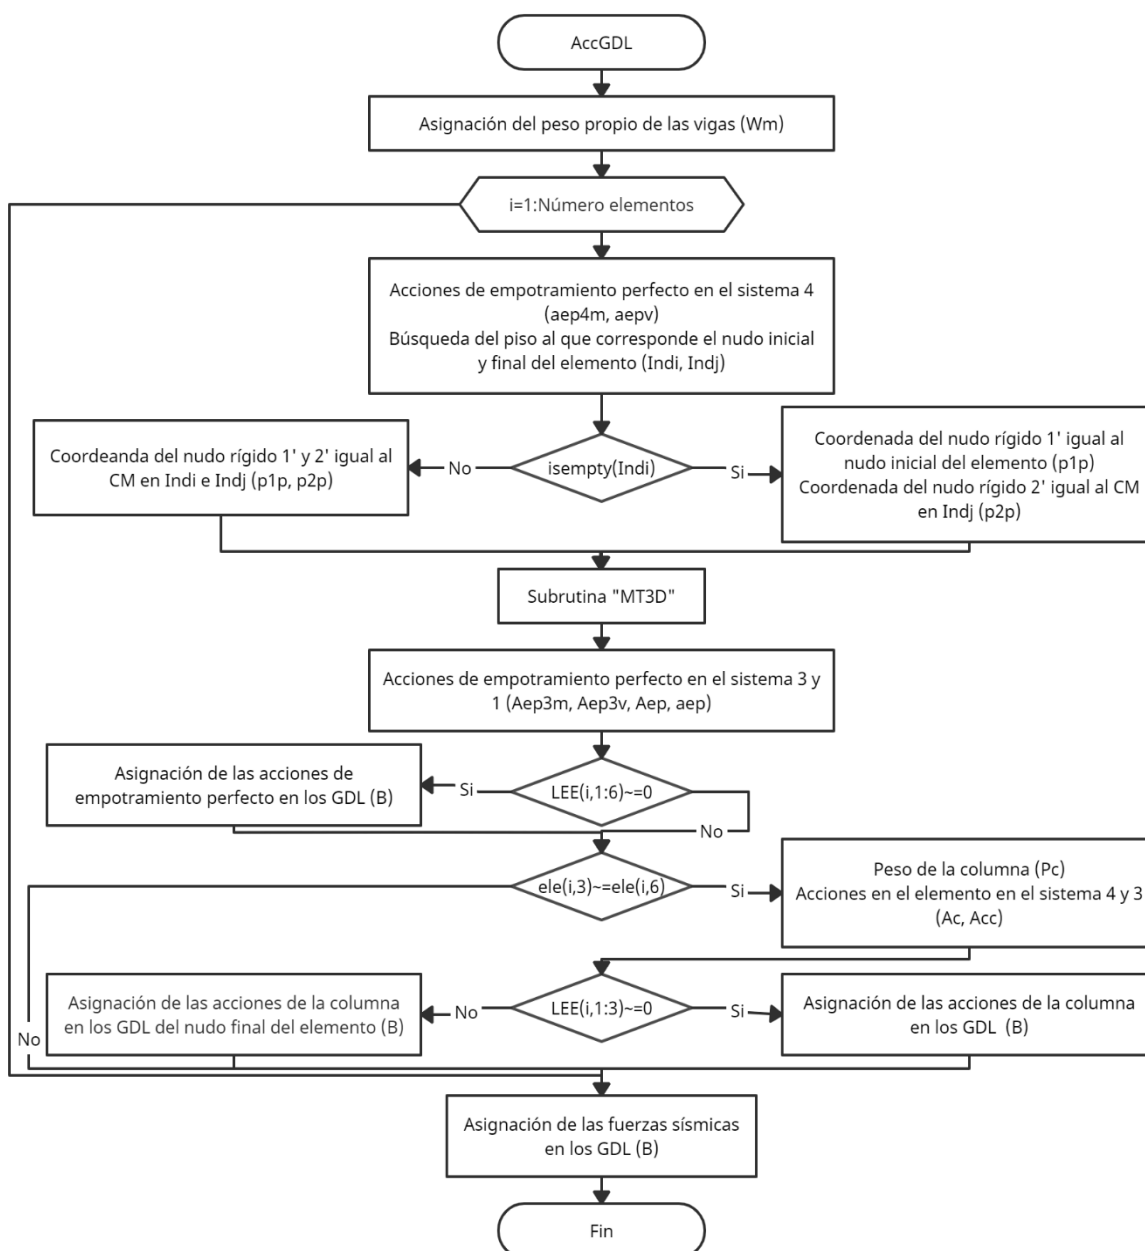 AccGDL
Asignación del peso propio de las vigas (Wm)
i=1:Número elementos
Acciones de empotramiento perfecto en el sistema 4
(aep4m, aepv)
Búsqueda del piso al que corresponde el nudo inicial
y final del elemento (Indi, Indj)
isempty(Indi)
No
Si
Coordeanda del nudo rígido 1' y 2' igual al
CM en Indi e Indj (p1p, p2p)
Coordenada del nudo rígido 1' igual al
nudo inicial del elemento (p1p)
Coordenada del nudo rígido 2' igual al CM
en Indj (p2p)
Subrutina "MT3D"
Acciones de empotramiento perfecto en el sistema 3 y
1 (Aep3m, Aep3v, Aep, aep)
LEE(i,1:6)~=0
Si
No
Asignación de las acciones de
empotramiento perfecto en los GDL (B)
ele(i,3)~=ele(i,6)
Si
No
Peso de la columna (Pc)
Acciones en el elemento en el sistema 4 y 3
(Ac, Acc)
LEE(i,1:3)~=0
No
Si
Asignación de las acciones de la columna
en los GDL del nudo final del elemento (B)
Asignación de las acciones de la columna
en los GDL (B)
Asignación de las fuerzas sísmicas
en los GDL (B)
Fin